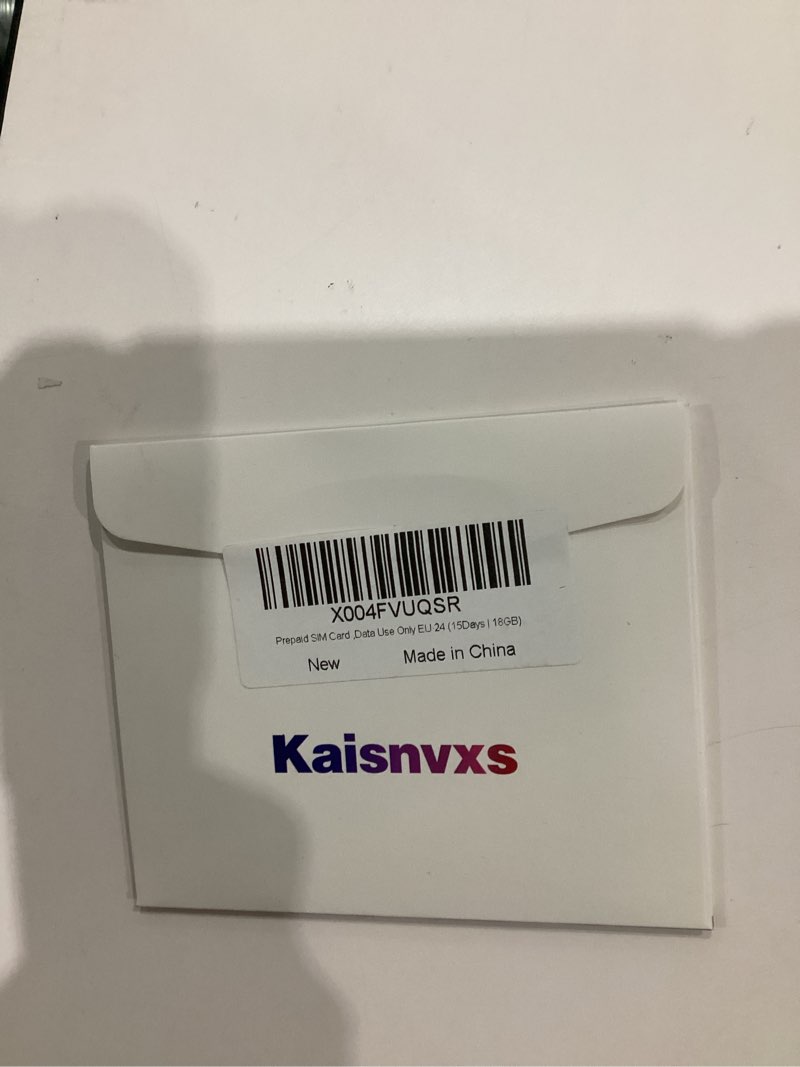 X004FVUQSR
Prepaid SIM Card ,Data Use Only EU 24 (15Days | 18GB)
New Made in China
Kaisnvxs